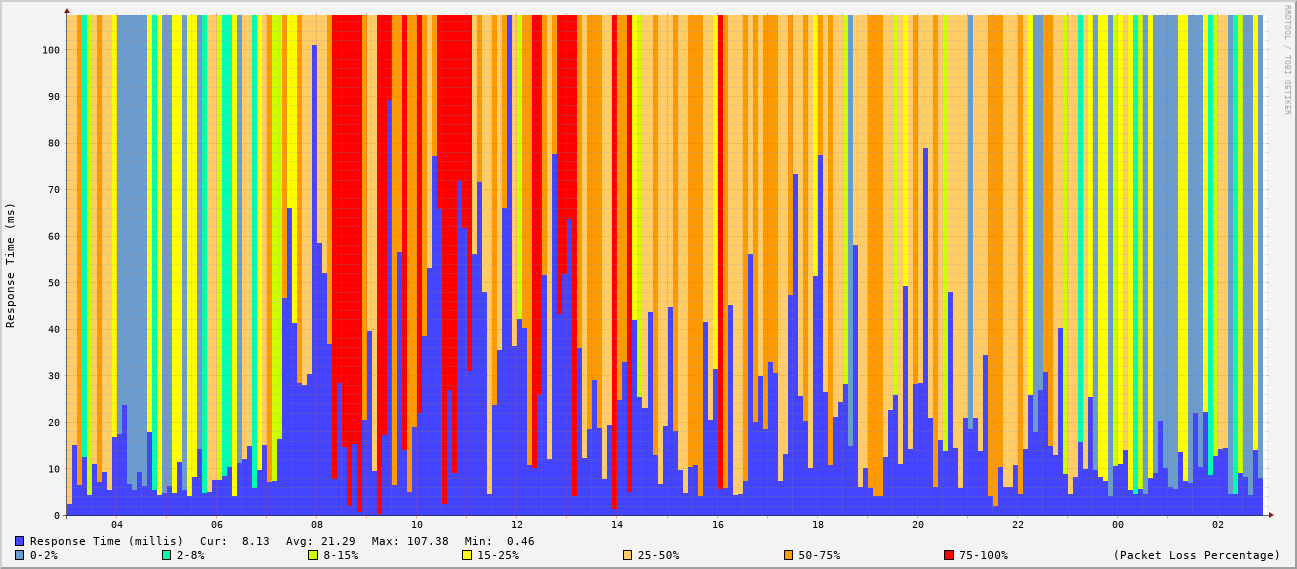 RRDTOOL / TOBI OETIKER
Response Time (ms)
100
90
80
70
60
50
40
30
20
10
0
04 06 08 10 12 14 16 18 20 22 00 02
Response Time (millis) Cur: 8.13 Avg: 21.29 Max: 107.38 Min: 0.46
0-2% 2-8% 8-15% 15-25% 25-50% 50-75% 75-100% (Packet Loss Percentage)